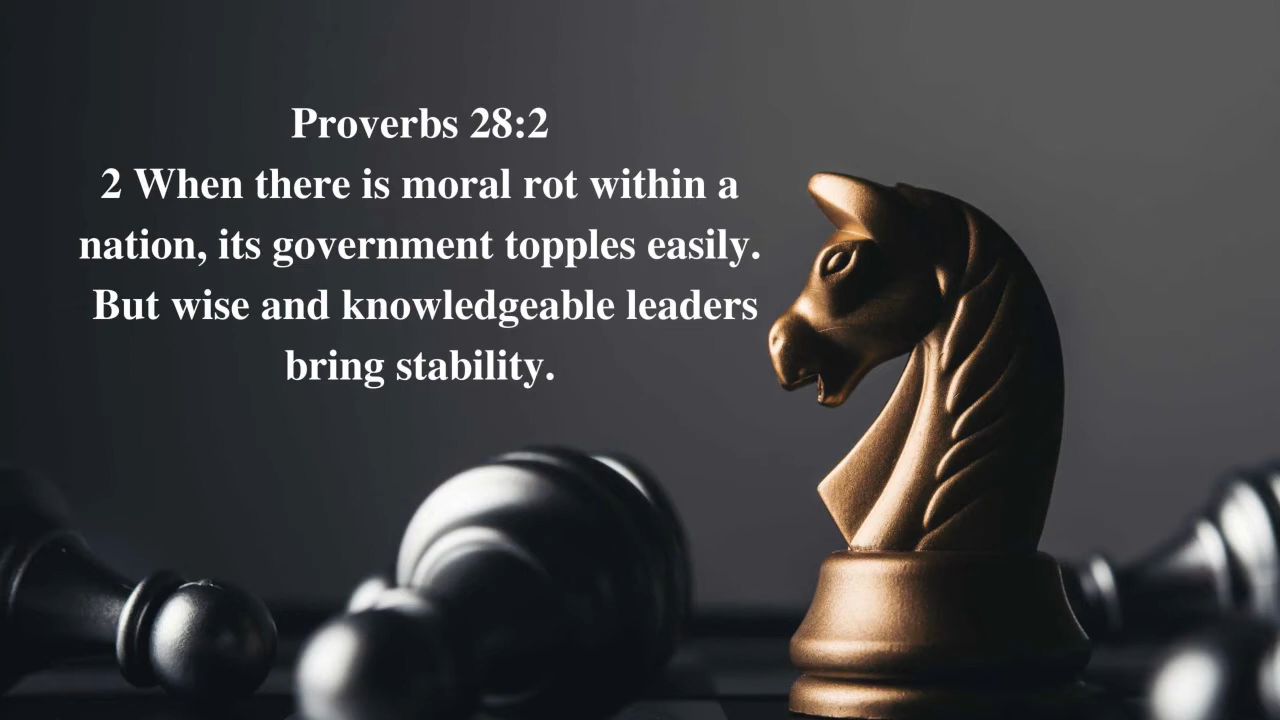 Proverbs 28:2
2 When there is moral rot within a
nation, its government topples easily.
But wise and knowledgeable leaders
bring stability.